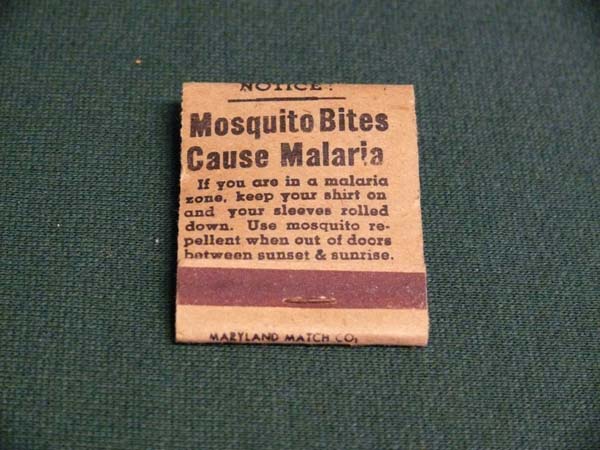 NOTICE!
Mosquito Bites
Cause Malaria
If you are in a malaria
zone, keep your shirt on
and your sleeves rolled
down. Use mosquito re-
pellent when out of doors
between sunset & sunrise.
MARYLAND MATCH CO,